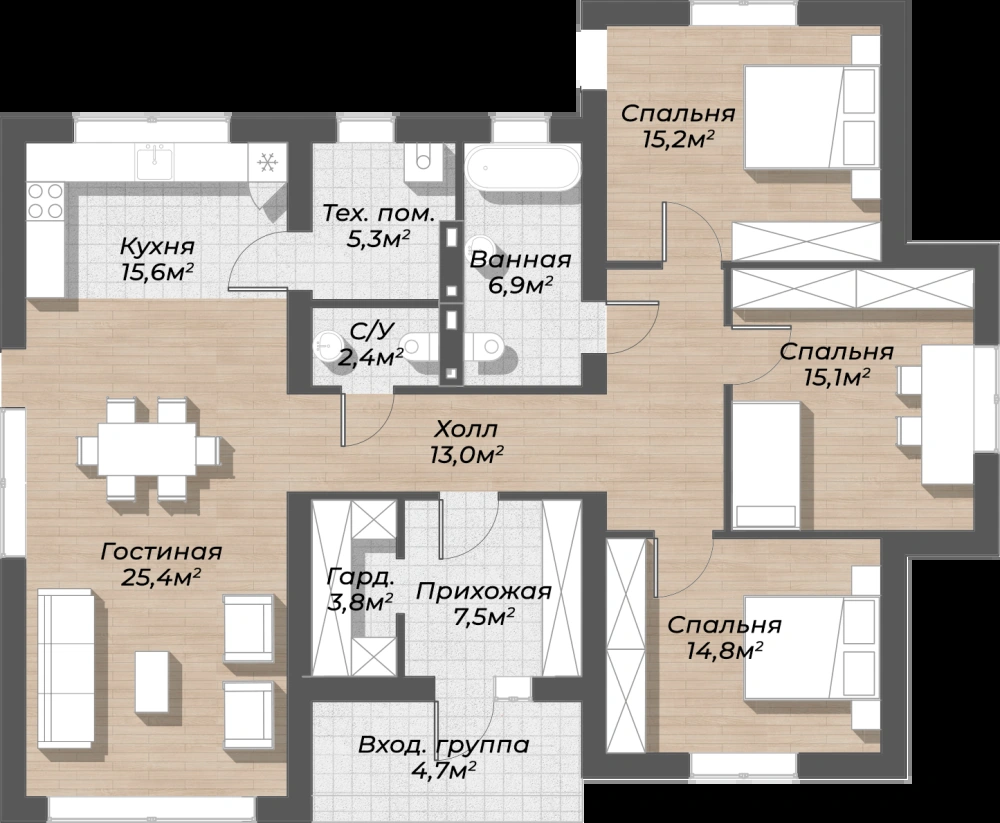 Спальня
15,2м²
Тех. пом.
5,3м²
Кухня
15,6м²
Ванная
6,9м²
С/У
2,4м²
Спальня
15,1м²
Холл
13,0м²
Гостиная
25,4м²
Гард.
3,8м²
Прихожая
7,5м²
Спальня
14,8м²
Вход. группа
4,7м²